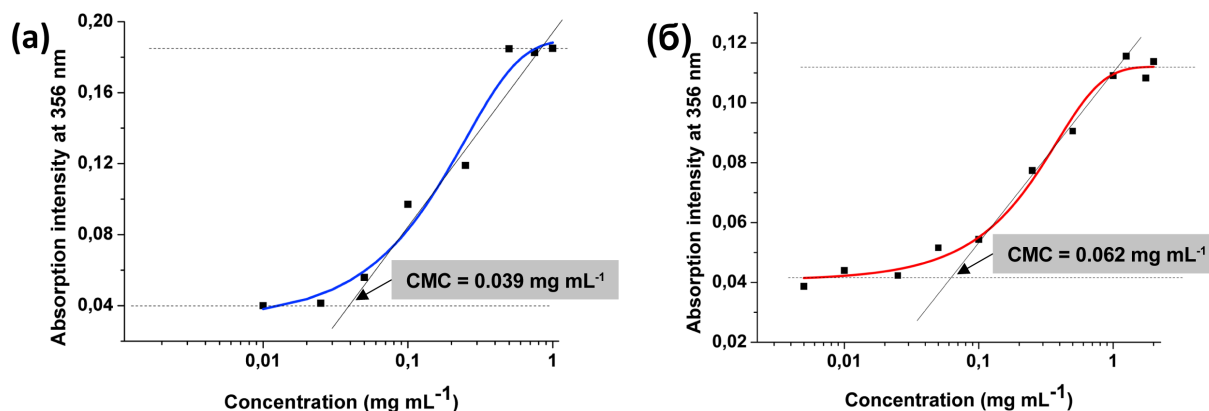 (а)
Absorption intensity at 356 nm
0,20
0,16
0,12
0,08
0,04
CMC = 0.039 mg mL⁻¹
0,01
0,1
1
Concentration (mg mL⁻¹)
(б)
Absorption intensity at 356 nm
0,12
0,10
0,08
0,06
0,04
0,02
CMC = 0.062 mg mL⁻¹
0,01
0,1
1
Concentration (mg mL⁻¹)